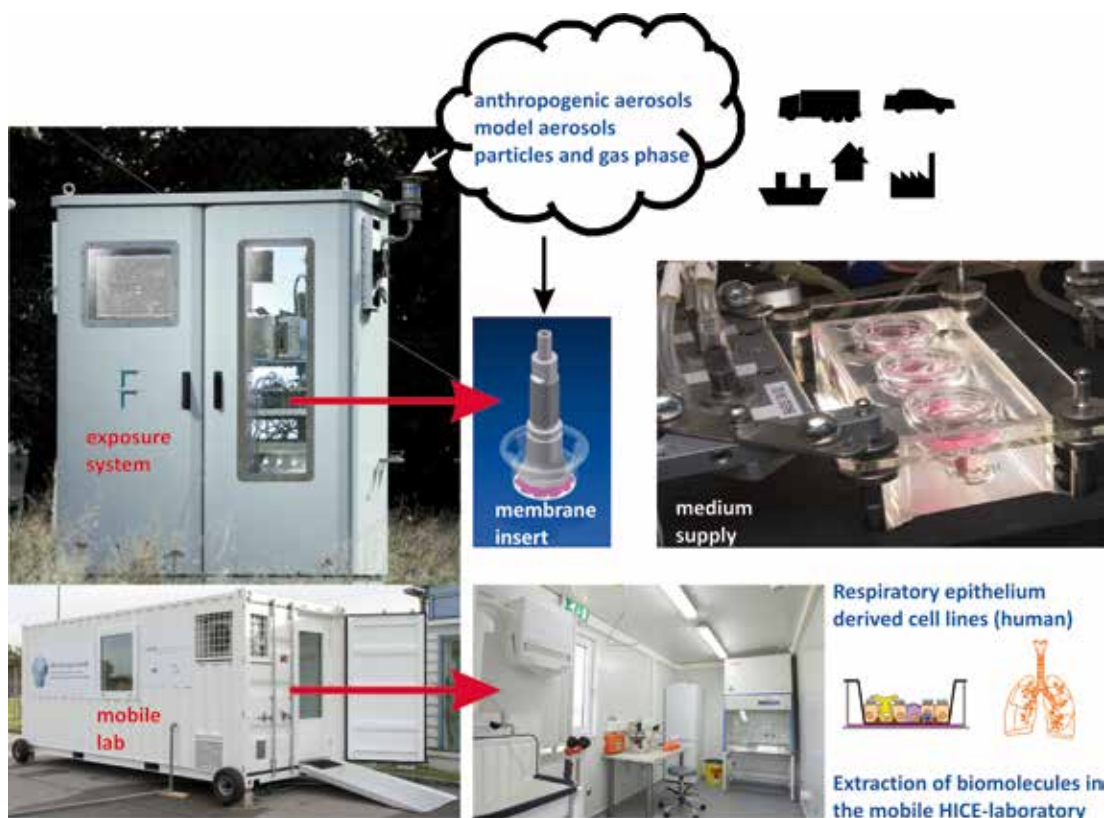 anthropogenic aerosols
model aerosols
particles and gas phase
exposure
system
membrane
insert
medium
supply
mobile
lab
Respiratory epithelium
derived cell lines (human)
Extraction of biomolecules in
the mobile HICE-laboratory